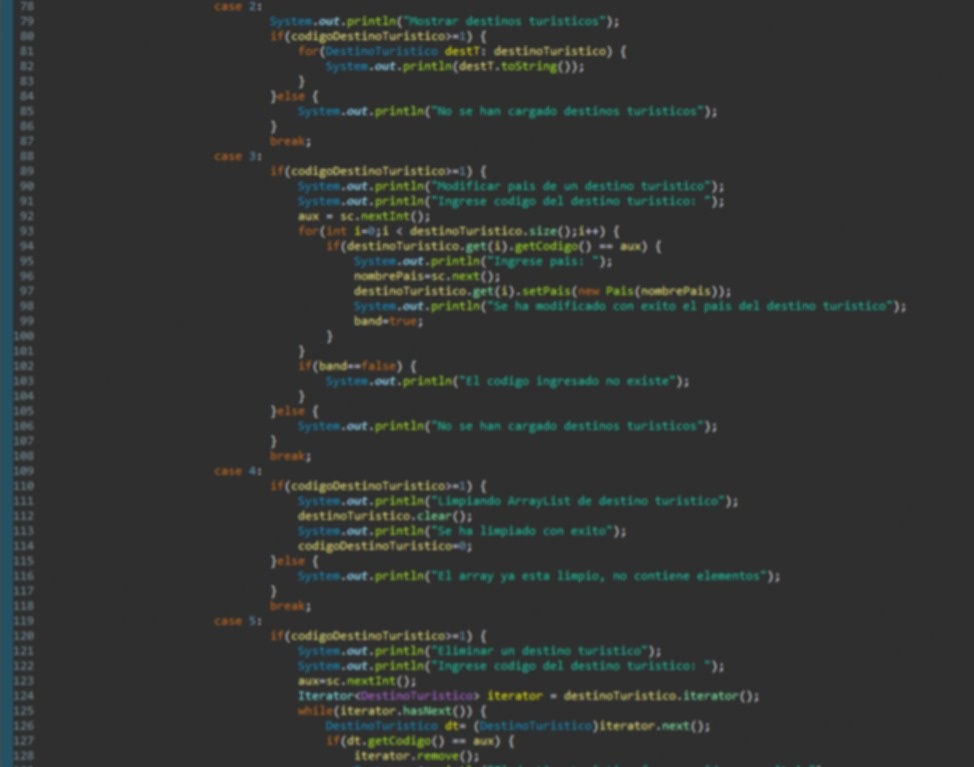 78 case 2:
79 System.out.println("Mostrar destinos turisticos");
80 if(codigoDestinoTuristico>=1) {
81 for(DestinoTuristico destT: destinoTuristico) {
82 System.out.println(destT.toString());
83 }
84 }else {
85 System.out.println("No se han cargado destinos turisticos");
86 }
87 break;
88 case 3:
89 if(codigoDestinoTuristico>=1) {
90 System.out.println("Modificar pais de un destino turistico");
91 System.out.println("Ingrese codigo del destino turistico: ");
92 aux = sc.nextInt();
93 for(int i=0;i < destinoTuristico.size();i++) {
94 if(destinoTuristico.get(i).getCodigo() == aux) {
95 System.out.println("Ingrese pais: ");
96 nombrePais=sc.next();
97 destinoTuristico.get(i).setPais(new Pais(nombrePais));
98 System.out.println("Se ha modificado con exito el pais del destino turistico");
99 band=true;
100 }
101 }
102 if(band==false) {
103 System.out.println("El codigo ingresado no existe");
104 }
105 }else {
106 System.out.println("No se han cargado destinos turisticos");
107 }
108 break;
109 case 4:
110 if(codigoDestinoTuristico>=1) {
111 System.out.println("Limpiando ArrayList de destino turistico");
112 destinoTuristico.clear();
113 System.out.println("Se ha limpiado con exito");
114 codigoDestinoTuristico=0;
115 }else {
116 System.out.println("El array ya esta limpio, no contiene elementos");
117 }
118 break;
119 case 5:
120 if(codigoDestinoTuristico>=1) {
121 System.out.println("Eliminar un destino turistico");
122 System.out.println("Ingrese codigo del destino turistico: ");
123 aux=sc.nextInt();
124 Iterator<DestinoTuristico> iterator = destinoTuristico.iterator();
125 while(iterator.hasNext()) {
126 DestinoTuristico dt= (DestinoTuristico)iterator.next();
127 if(dt.getCodigo() == aux) {
128 iterator.remove();